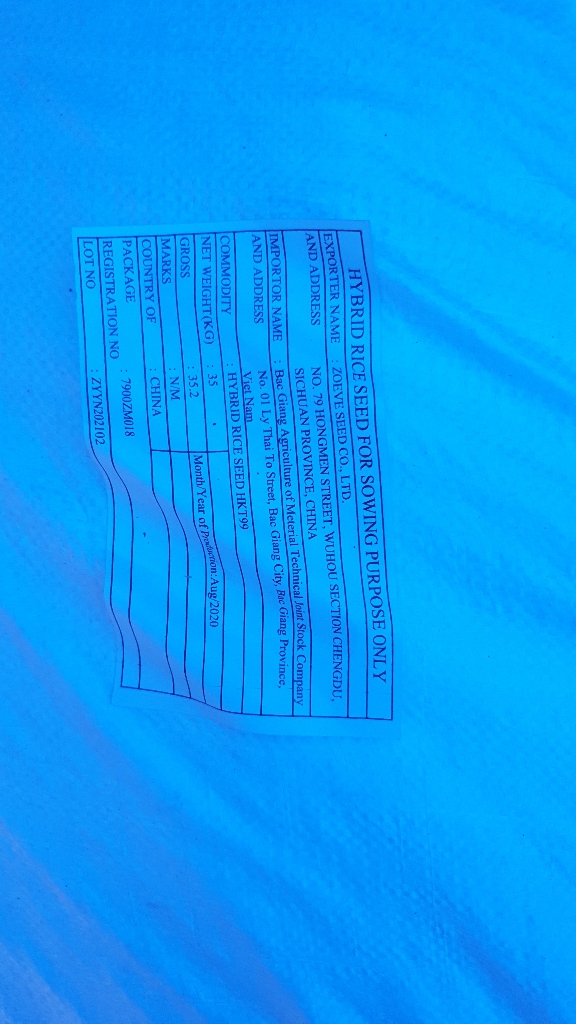 HYBRID RICE SEED FOR SOWING PURPOSE ONLY
EXPORTER NAME : ZOEVE SEED CO., LTD.
AND ADDRESS NO. 79 HONGMEN STREET, WUHOU SECTION CHENGDU,
SICHUAN PROVINCE, CHINA
IMPORTOR NAME : Bac Giang Agriculture of Meterial Technical Joint Stock Company
AND ADDRESS No. 01 Ly Thai To Street, Bac Giang City, Bac Giang Province,
Viet Nam
COMMODITY : HYBRID RICE SEED HKT99
NET WEIGHT(KG) : 35 Month/Year of Production:Aug/2020
GROSS : 35.2
MARKS : N/M
COUNTRY OF : CHINA
PACKAGE : 7900ZM018
REGISTRATION NO
LOT NO : ZYYN202102